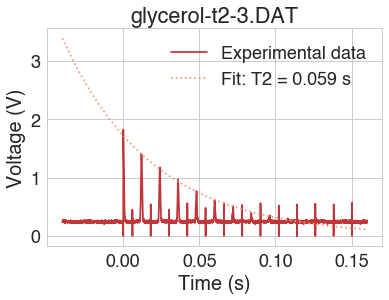 glycerol-t2-3.DAT
Experimental data
Fit: T2 = 0.059 s
Voltage (V)
3
2
1
0
0.00 0.05 0.10 0.15
Time (s)